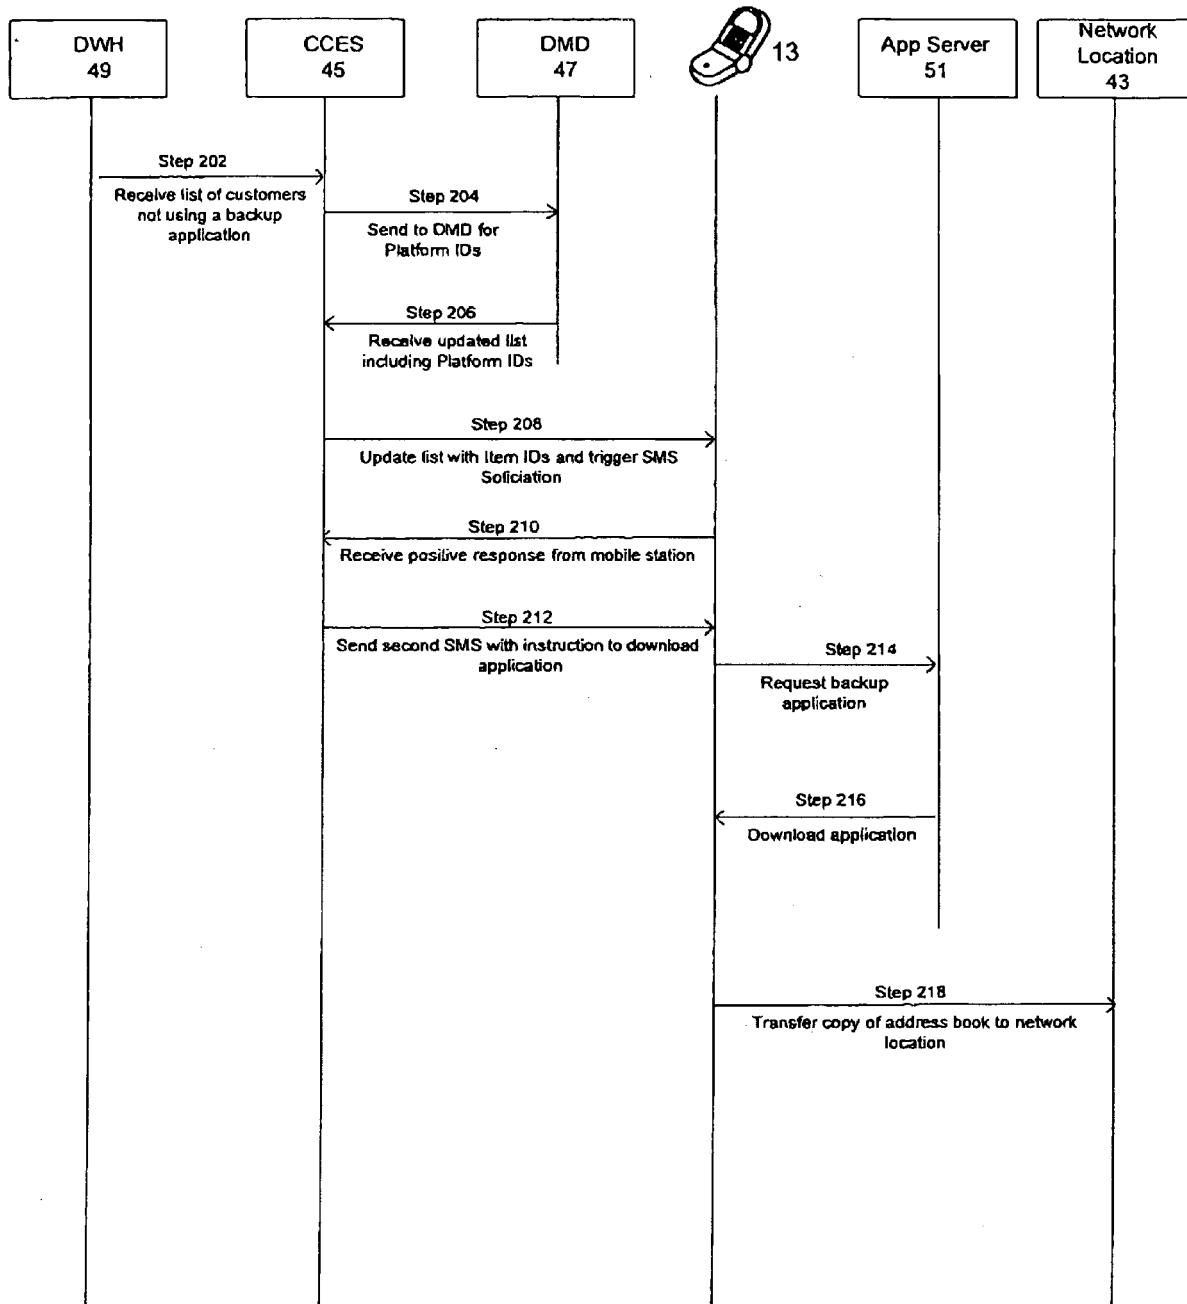 DWH
49
CCES
45
DMD
47
13
App Server
51
Network
Location
43
Step 202
Receive list of customers
not using a backup
application
Step 204
Send to DMD for
Platform IDs
Step 206
Receive updated list
including Platform IDs
Step 208
Update list with Item IDs and trigger SMS
Soficiation
Step 210
Receive positive response from mobile station
Step 212
Send second SMS with instruction to download
application
Step 214
Request backup
application
Step 216
Download application
Step 218
Transfer copy of address book to network
location